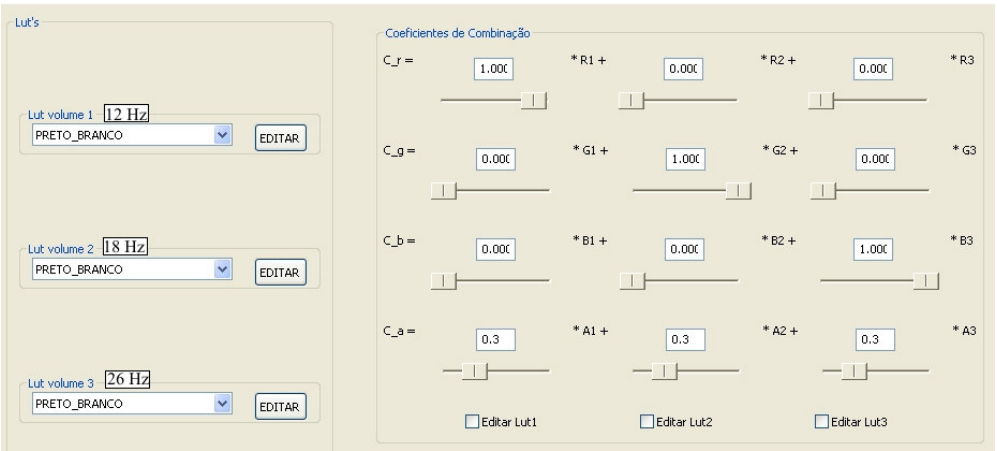 Lut's
Lut volume 1 12 Hz
PRETO_BRANCO EDITAR
Lut volume 2 18 Hz
PRETO_BRANCO EDITAR
Lut volume 3 26 Hz
PRETO_BRANCO EDITAR
Coeficientes de Combinação
C_r = 1.000 * R1 + 0.000 * R2 + 0.000 * R3
C_g = 0.000 * G1 + 1.000 * G2 + 0.000 * G3
C_b = 0.000 * B1 + 0.000 * B2 + 1.000 * B3
C_a = 0.3 * A1 + 0.3 * A2 + 0.3 * A3
Editar Lut1 Editar Lut2 Editar Lut3